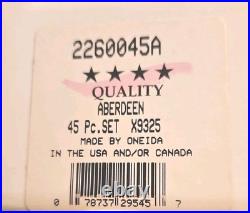 2260045A
★★★★
QUALITY
ABERDEEN
45 Pc.SET X9325
MADE BY ONEIDA
IN THE USA AND/OR CANADA
0 78737 29545 7